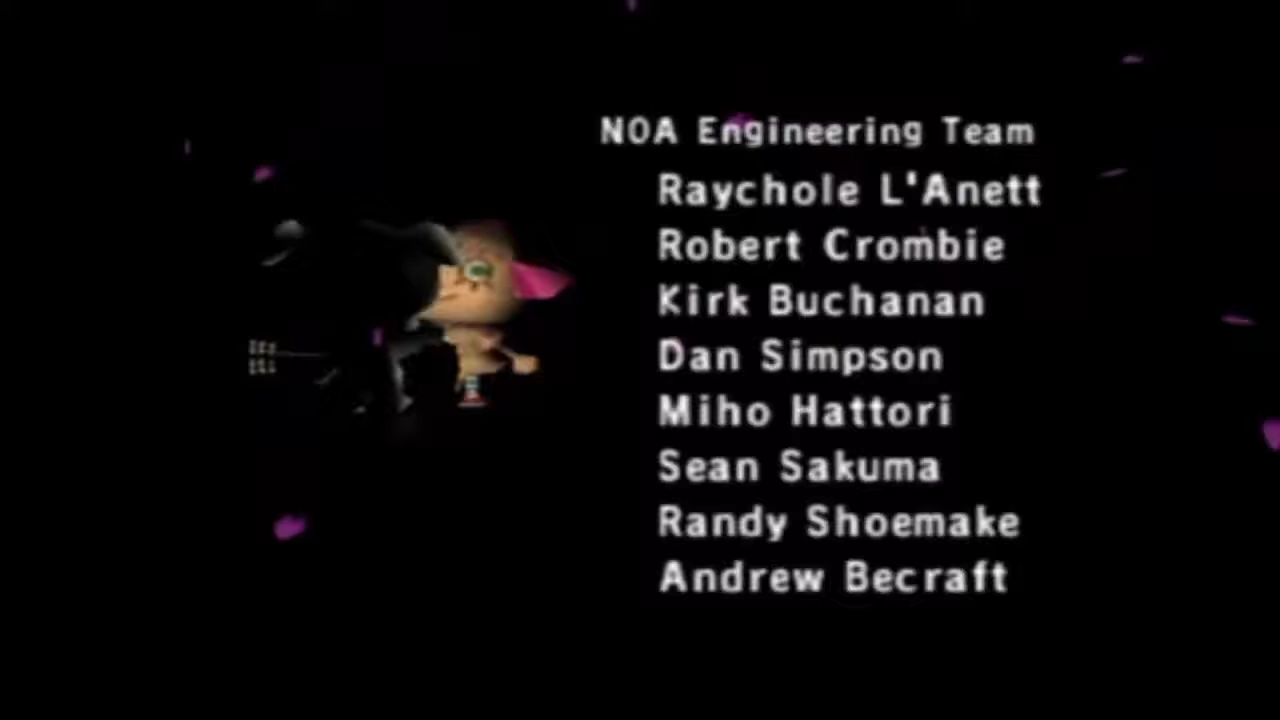 NOA Engineering Team
Raychole L'Anett
Robert Crombie
Kirk Buchanan
Dan Simpson
Miho Hattori
Sean Sakuma
Randy Shoemake
Andrew Becraft